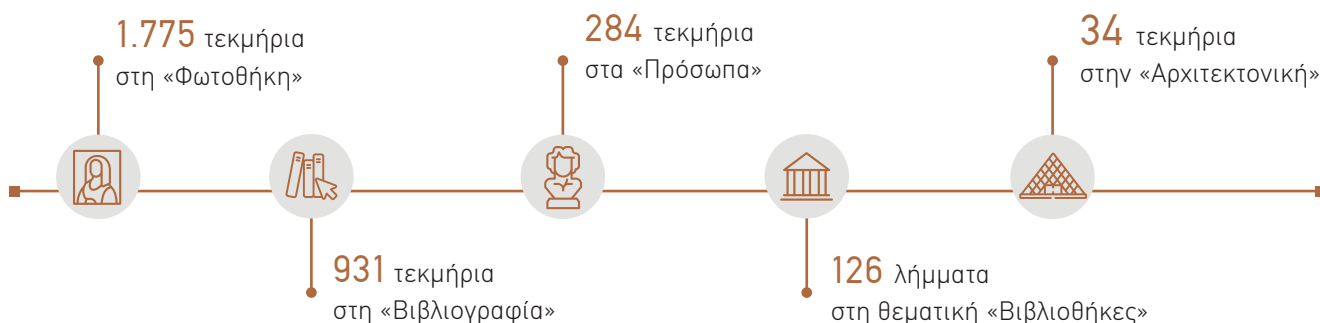 1.775 τεκμήρια
στη «Φωτοθήκη»
931 τεκμήρια
στη «Βιβλιογραφία»
284 τεκμήρια
στα «Πρόσωπα»
126 λήμματα
στη θεματική «Βιβλιοθήκες»
34 τεκμήρια
στην «Αρχιτεκτονική»